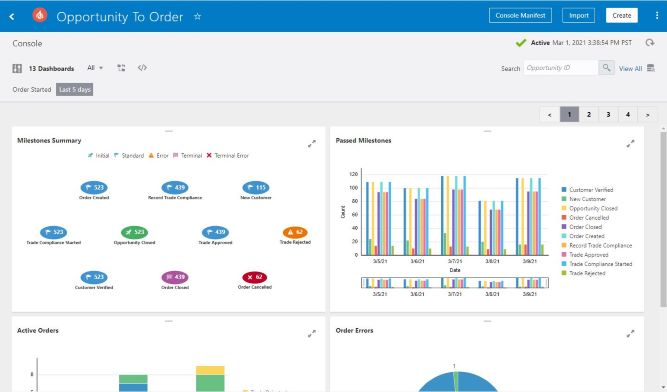 Opportunity To Order
Console Manifest
Import
Create
Console
Active Mar 1, 2021 3:38:54 PM PST
13 Dashboards
All
Search
Opportunity ID
View All
Order Started
Last 5 days
< 1 2 3 4 >
Milestones Summary
Initial Standard Error Terminal Terminal Error
523
Order Created
439
Record Trade Compliance
115
New Customer
523
Trade Compliance Started
523
Opportunity Closed
439
Trade Approved
62
Trade Rejected
523
Customer Verified
439
Order Closed
62
Order Cancelled
Passed Milestones
120
100
80
60
40
20
0
Count
3/5/21 3/6/21 3/7/21 3/8/21 3/9/21
Date
3/5/21 3/6/21 3/7/21 3/8/21 3/9/21
Customer Verified
New Customer
Opportunity Closed
Order Cancelled
Order Closed
Order Created
Record Trade Compliance
Trade Approved
Trade Compliance Started
Trade Rejected
Active Orders
8
Order Errors
1